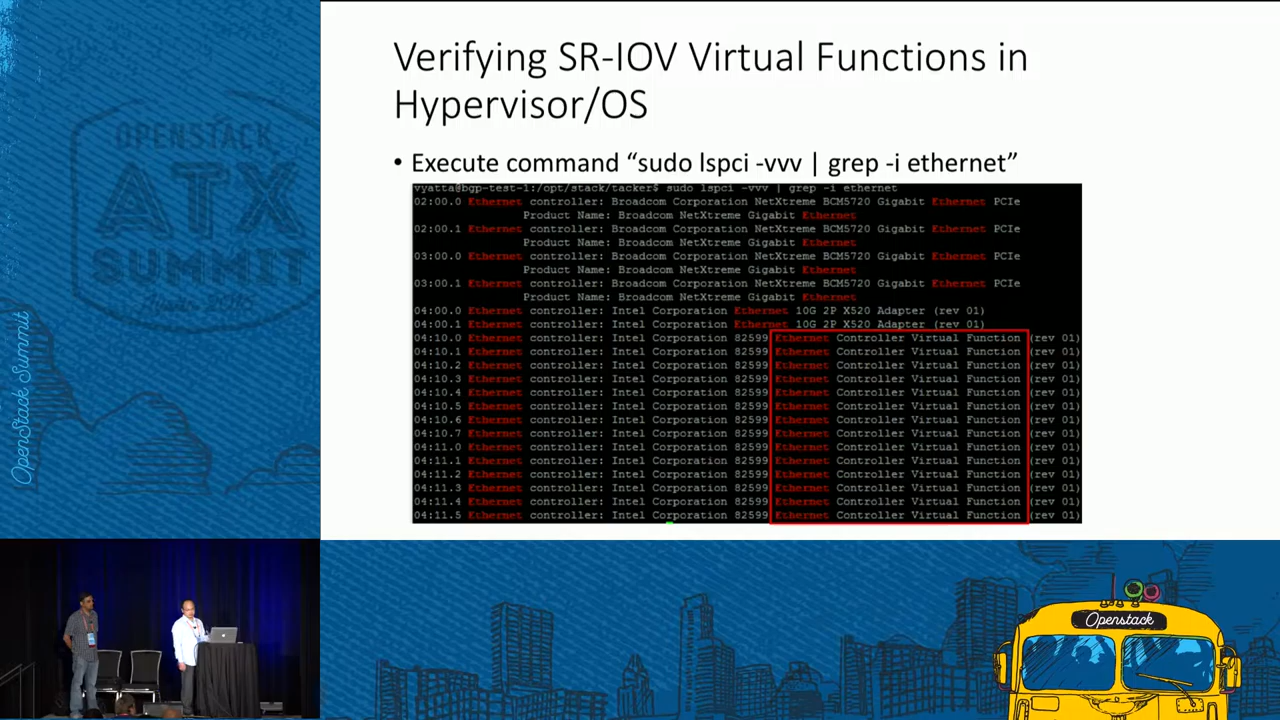 Verifying SR-IOV Virtual Functions in
Hypervisor/OS
• Execute command “sudo lspci -vvv | grep -i ethernet”
vyatta@bgp-test-1:/opt/stack/tacker$ sudo lspci -vvv | grep -i ethernet
02:00.0 Ethernet controller: Broadcom Corporation NetXtreme BCM5720 Gigabit Ethernet PCIe
Product Name: Broadcom NetXtreme Gigabit Ethernet
02:00.1 Ethernet controller: Broadcom Corporation NetXtreme BCM5720 Gigabit Ethernet PCIe
Product Name: Broadcom NetXtreme Gigabit Ethernet
03:00.0 Ethernet controller: Broadcom Corporation NetXtreme BCM5720 Gigabit Ethernet PCIe
Product Name: Broadcom NetXtreme Gigabit Ethernet
03:00.1 Ethernet controller: Broadcom Corporation NetXtreme BCM5720 Gigabit Ethernet PCIe
Product Name: Broadcom NetXtreme Gigabit Ethernet
04:00.0 Ethernet controller: Intel Corporation Ethernet 10G 2P X520 Adapter (rev 01)
04:00.1 Ethernet controller: Intel Corporation Ethernet 10G 2P X520 Adapter (rev 01)
04:10.0 Ethernet controller: Intel Corporation 82599 Ethernet Controller Virtual Function (rev 01)
04:10.1 Ethernet controller: Intel Corporation 82599 Ethernet Controller Virtual Function (rev 01)
04:10.2 Ethernet controller: Intel Corporation 82599 Ethernet Controller Virtual Function (rev 01)
04:10.3 Ethernet controller: Intel Corporation 82599 Ethernet Controller Virtual Function (rev 01)
04:10.4 Ethernet controller: Intel Corporation 82599 Ethernet Controller Virtual Function (rev 01)
04:10.5 Ethernet controller: Intel Corporation 82599 Ethernet Controller Virtual Function (rev 01)
04:10.6 Ethernet controller: Intel Corporation 82599 Ethernet Controller Virtual Function (rev 01)
04:10.7 Ethernet controller: Intel Corporation 82599 Ethernet Controller Virtual Function (rev 01)
04:11.0 Ethernet controller: Intel Corporation 82599 Ethernet Controller Virtual Function (rev 01)
04:11.1 Ethernet controller: Intel Corporation 82599 Ethernet Controller Virtual Function (rev 01)
04:11.2 Ethernet controller: Intel Corporation 82599 Ethernet Controller Virtual Function (rev 01)
04:11.3 Ethernet controller: Intel Corporation 82599 Ethernet Controller Virtual Function (rev 01)
04:11.4 Ethernet controller: Intel Corporation 82599 Ethernet Controller Virtual Function (rev 01)
04:11.5 Ethernet controller: Intel Corporation 82599 Ethernet Controller Virtual Function (rev 01)
OPENSTACK
ATX
SUMMIT
OpenStack Summit
Openstack